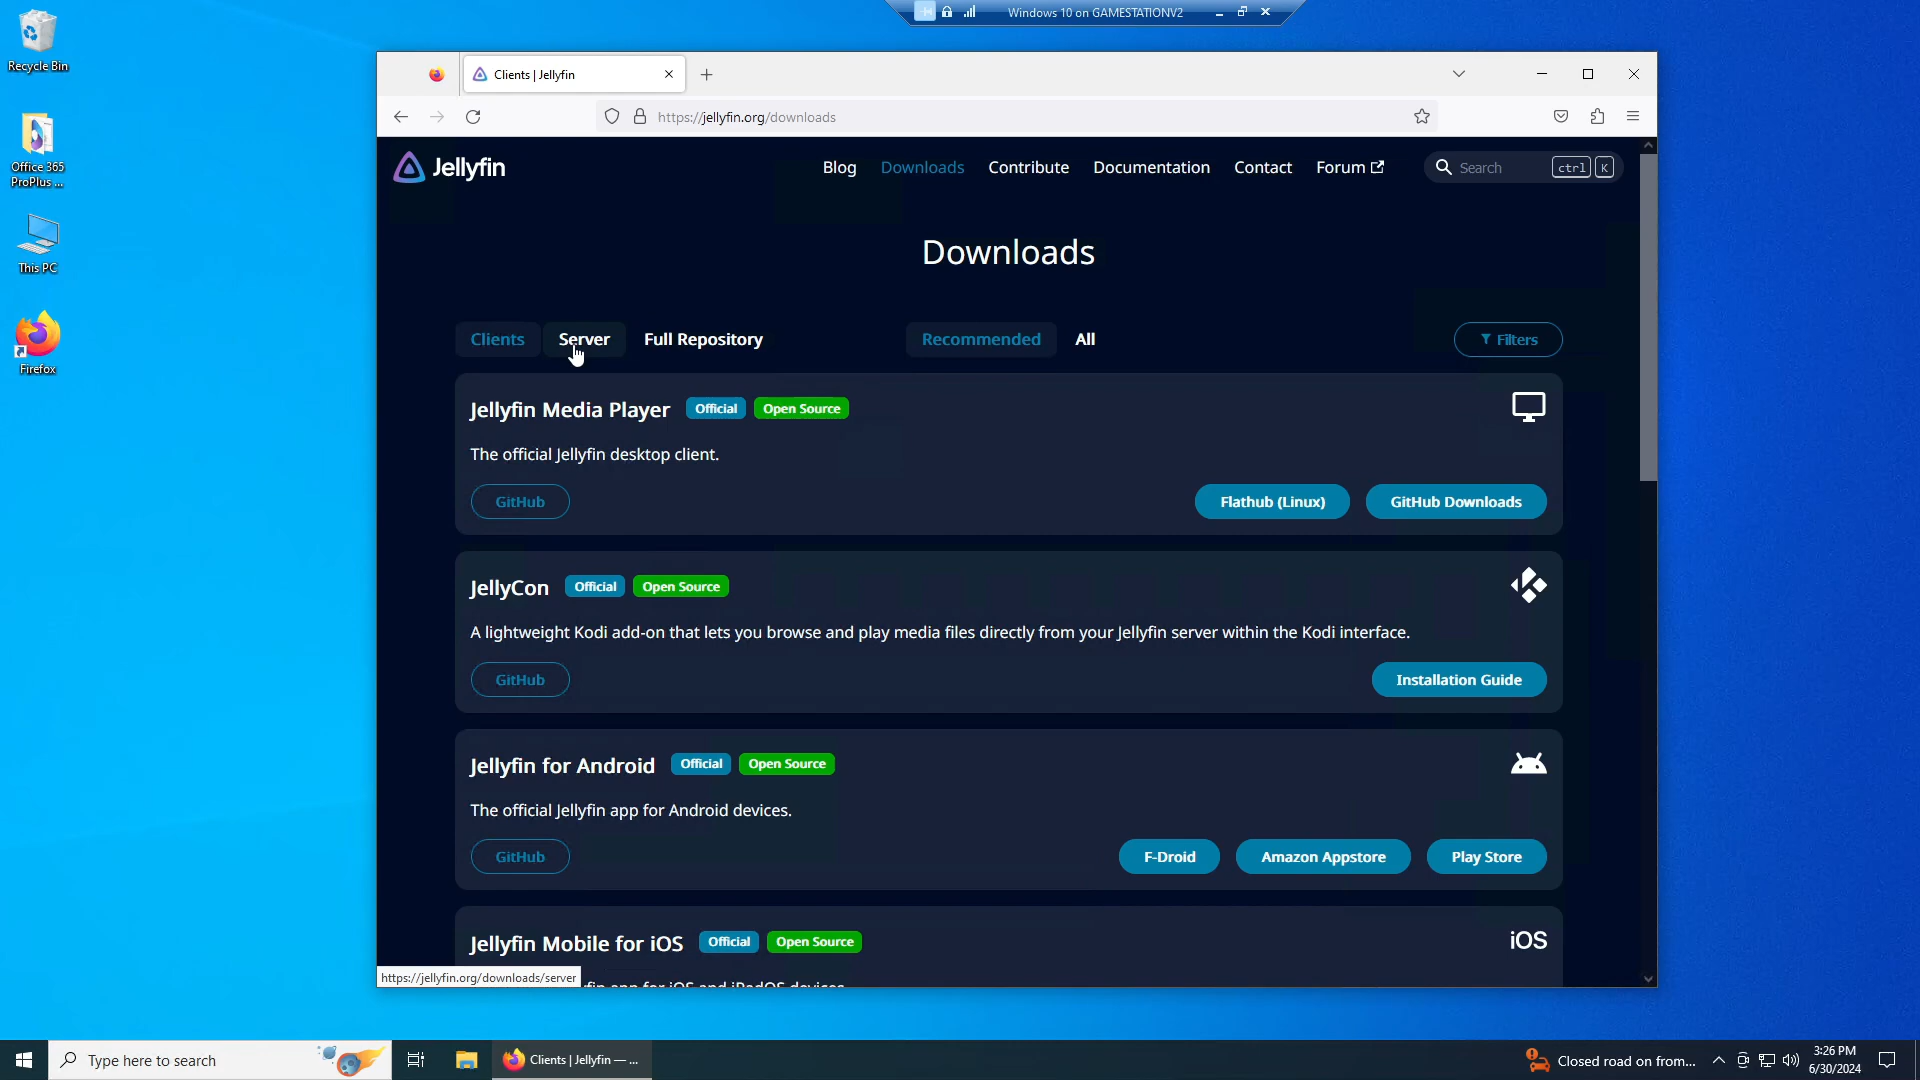 Windows 10 on GAMESTATIONV2
Recycle Bin
Office 365
ProPlus ...
This PC
Firefox
Clients | Jellyfin
https://jellyfin.org/downloads
Jellyfin
Blog
Downloads
Contribute
Documentation
Contact
Forum
Search
ctrl K
Downloads
Clients
Server
Full Repository
Recommended
All
Filters
Jellyfin Media Player Official Open Source
The official Jellyfin desktop client.
GitHub
Flathub (Linux)
GitHub Downloads
JellyCon Official Open Source
A lightweight Kodi add-on that lets you browse and play media files directly from your Jellyfin server within the Kodi interface.
GitHub
Installation Guide
Jellyfin for Android Official Open Source
The official Jellyfin app for Android devices.
GitHub
F-Droid
Amazon Appstore
Play Store
Jellyfin Mobile for iOS Official Open Source
iOS
https://jellyfin.org/downloads/server
app for iOS and iPadOS devices.
Type here to search
Clients | Jellyfin — ...
Closed road on from...
3:26 PM
6/30/2024